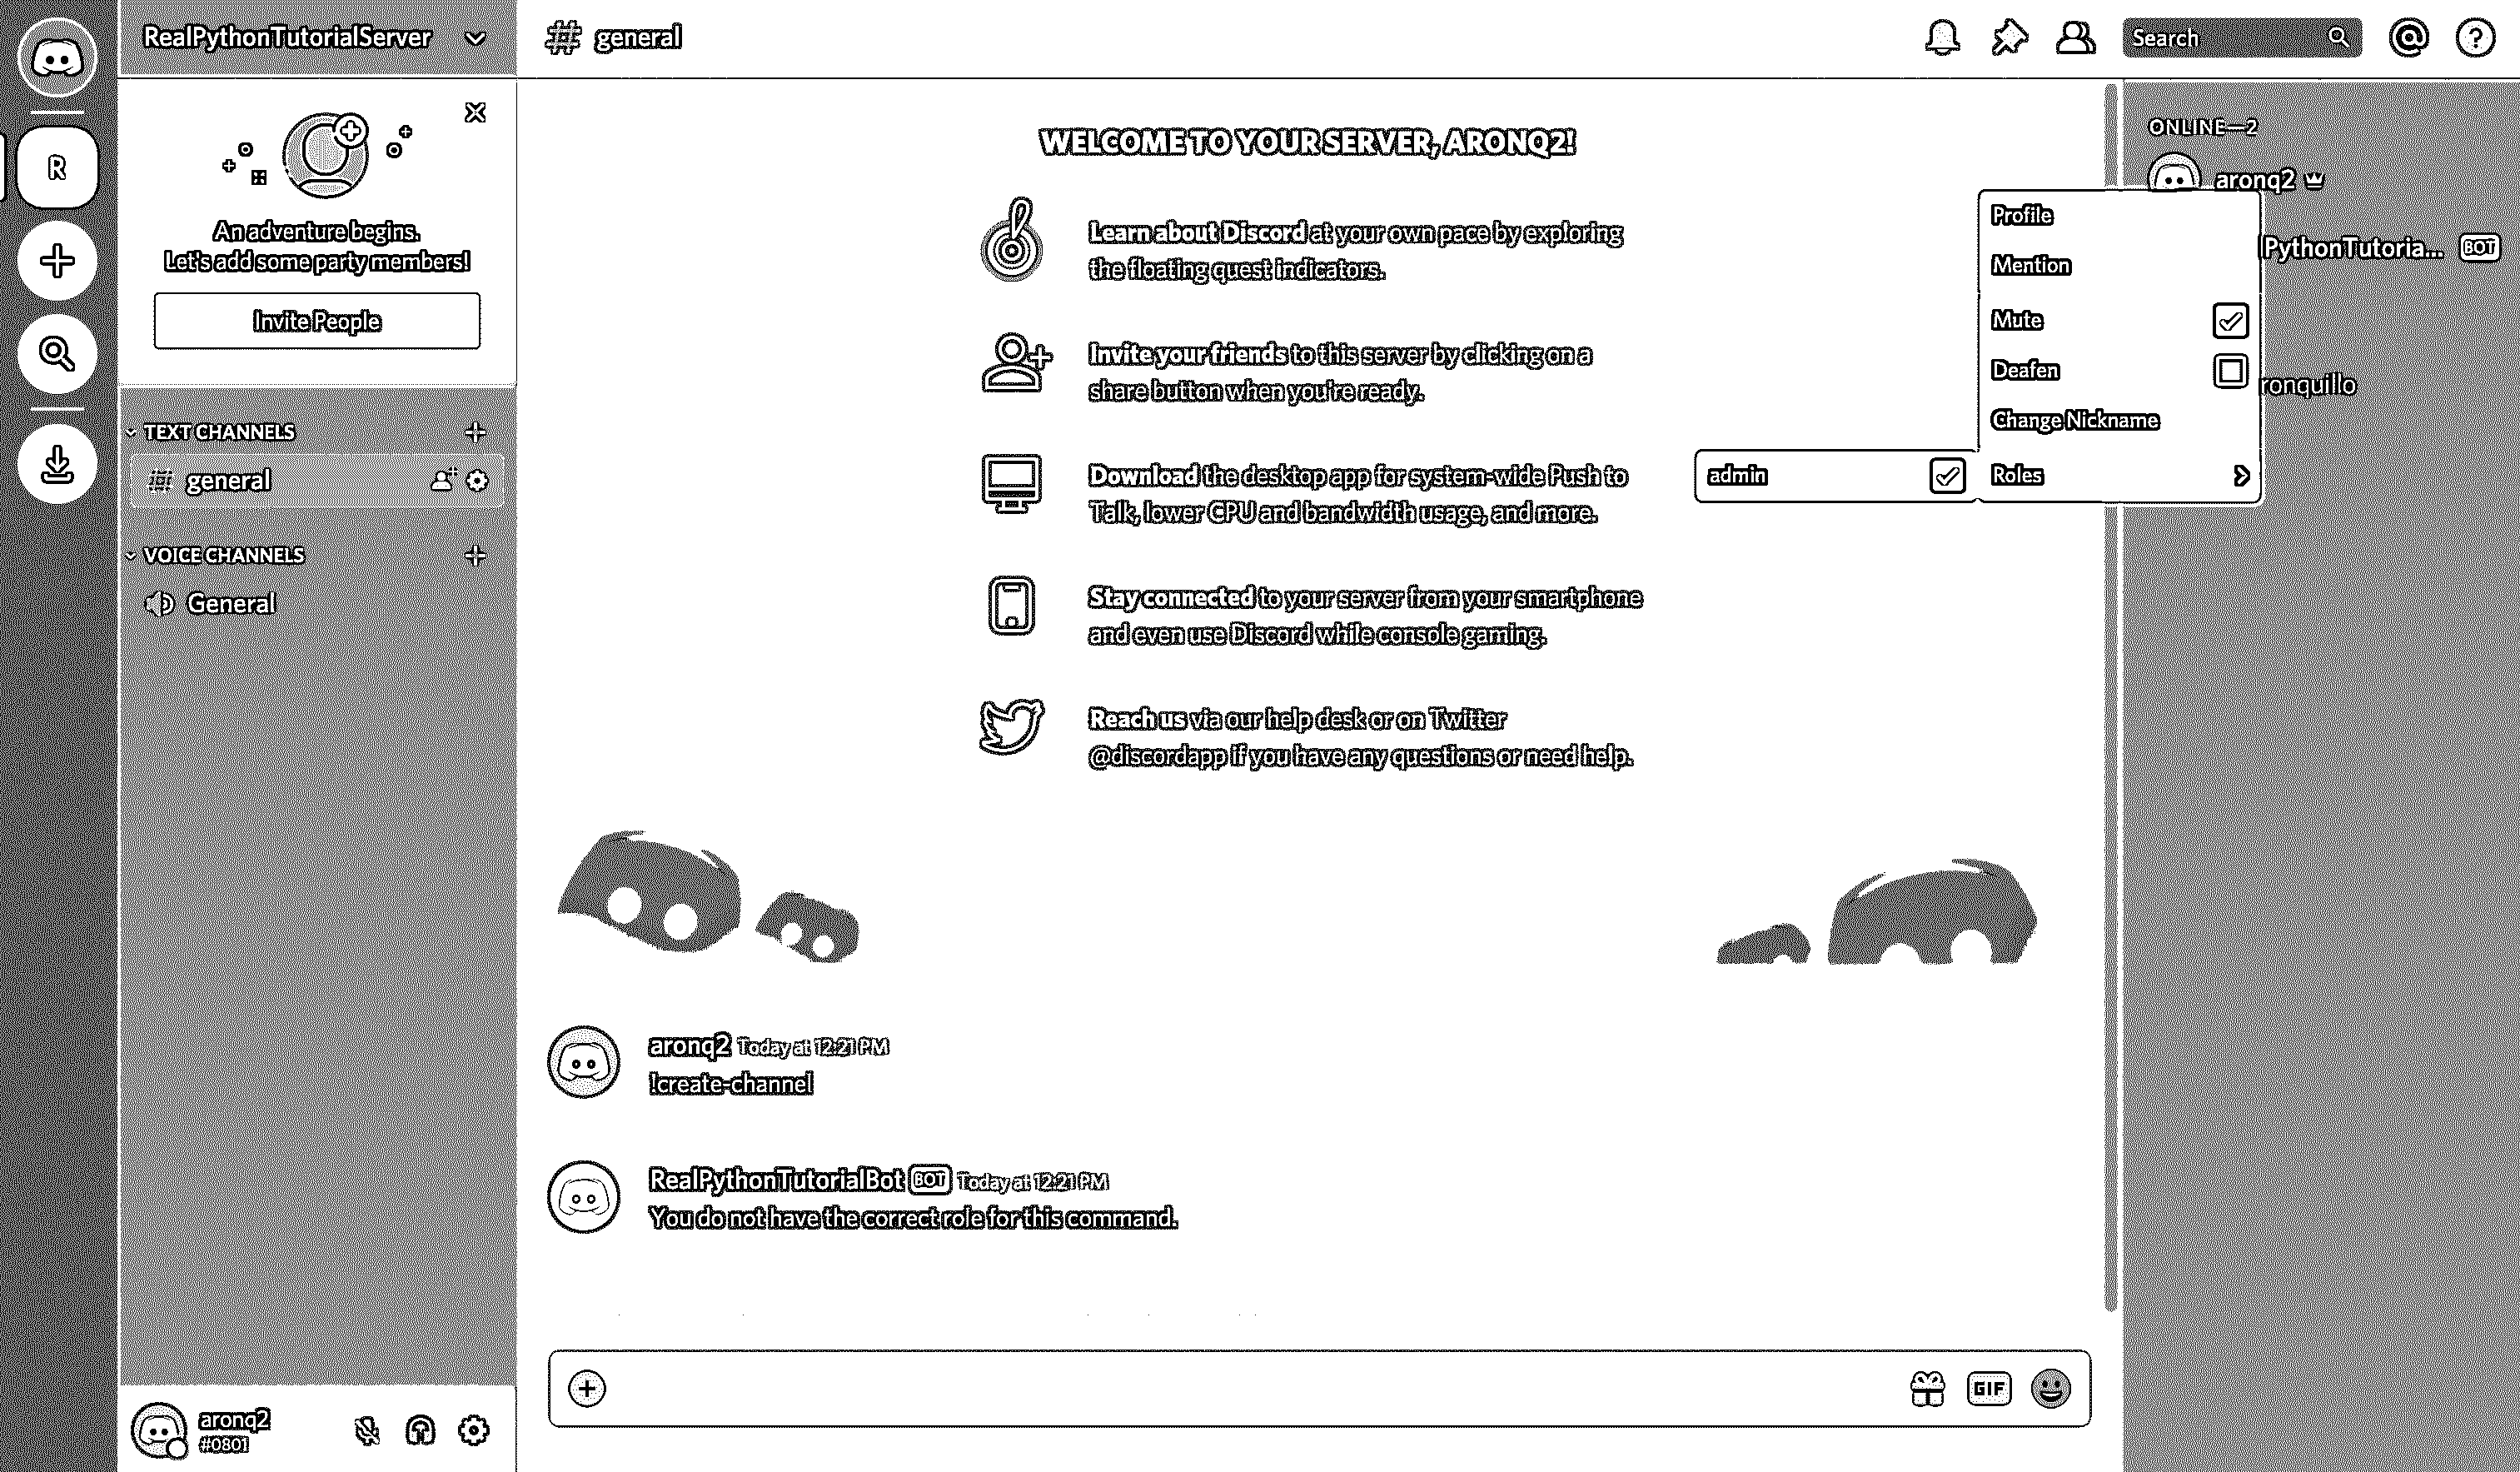 RealPythonTutorialServer
general
Search
R
An adventure begins.
Let's add some party members!
Invite People
TEXT CHANNELS
general
VOICE CHANNELS
General
aronq2
#0801
WELCOME TO YOUR SERVER, ARONQ2!
Learn about Discord at your own pace by exploring
the floating quest indicators.
Invite your friends to this server by clicking on a
share button when you're ready.
Download the desktop app for system-wide Push to
Talk, lower CPU and bandwidth usage, and more.
Stay connected to your server from your smartphone
and even use Discord while console gaming.
Reach us via our help desk or on Twitter
@discordapp if you have any questions or need help.
aronq2 Today at 12:21 PM
!create-channel
RealPythonTutorialBot BOT Today at 12:21 PM
You do not have the correct role for this command.
GIF
ONLINE—2
aronq2
PythonTutoria... BOT
ronquillo
Profile
Mention
Mute
Deafen
Change Nickname
Roles
admin